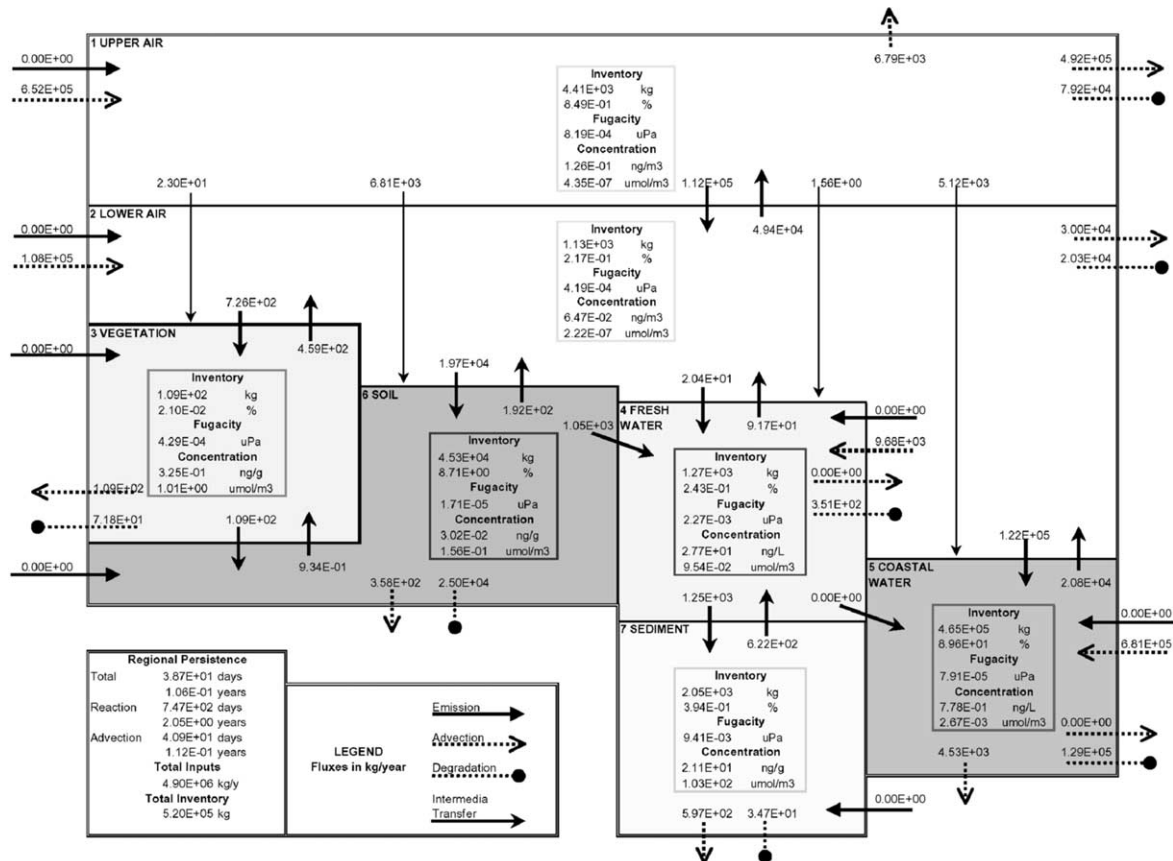 1 UPPER AIR
0.00E+00
6.52E+05
6.79E+03
4.92E+05
7.92E+04
Inventory
4.41E+03 kg
8.49E-01 %
Fugacity
8.19E-04 uPa
Concentration
1.26E-01 ng/m3
4.35E-07 umol/m3
2.30E+01
6.81E+03
1.12E+05
4.94E+04
1.56E+00
5.12E+03
2 LOWER AIR
0.00E+00
1.08E+05
3.00E+04
2.03E+04
Inventory
1.13E+03 kg
2.17E-01 %
Fugacity
4.19E-04 uPa
Concentration
6.47E-02 ng/m3
2.22E-07 umol/m3
7.26E+02
4.59E+02
3 VEGETATION
0.00E+00
Inventory
1.09E+02 kg
2.10E-02 %
Fugacity
4.29E-04 uPa
Concentration
3.25E-01 ng/g
1.01E+00 umol/m3
1.09E+02
7.18E+01
1.09E+02
9.34E-01
0.00E+00
1.97E+04
1.92E+02
6 SOIL
Inventory
4.53E+04 kg
8.71E+00 %
Fugacity
1.71E-05 uPa
Concentration
3.02E-02 ng/g
1.56E-01 umol/m3
3.58E+02
2.50E+04
1.05E+03
2.04E+01
9.17E+01
4 FRESH
WATER
0.00E+00
9.68E+03
0.00E+00
3.51E+02
Inventory
1.27E+03 kg
2.43E-01 %
Fugacity
2.27E-03 uPa
Concentration
2.77E+01 ng/L
9.54E-02 umol/m3
1.25E+03
6.22E+02
0.00E+00
1.22E+05
2.08E+04
5 COASTAL
WATER
0.00E+00
6.81E+05
Inventory
4.65E+05 kg
8.96E+01 %
Fugacity
7.91E-05 uPa
Concentration
7.78E-01 ng/L
2.67E-03 umol/m3
4.53E+03
0.00E+00
1.29E+05
7 SEDIMENT
Inventory
2.05E+03 kg
3.94E-01 %
Fugacity
9.41E-03 uPa
Concentration
2.11E+01 ng/g
1.03E+02 umol/m3
0.00E+00
5.97E+02
3.47E+01
Regional Persistence
Total 3.87E+01 days
1.06E-01 years
Reaction 7.47E+02 days
2.05E+00 years
Advection 4.09E+01 days
1.12E-01 years
Total Inputs
4.90E+06 kg/y
Total Inventory
5.20E+05 kg
LEGEND
Fluxes in kg/year
Emission
Advection
Degradation
Intermedia
Transfer